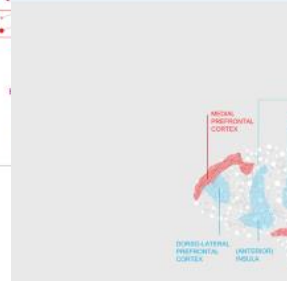 MEDIAL
PREFRONTAL
CORTEX
DORSO-LATERAL
PREFRONTAL
CORTEX
(ANTERIOR)
INSULA